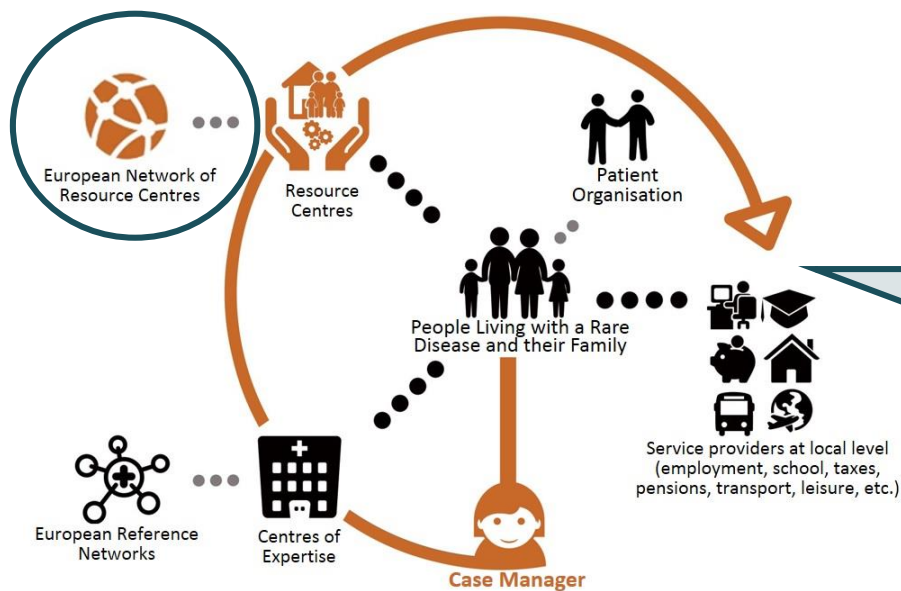 European Network of
Resource Centres
Resource
Centres
Patient
Organisation
People Living with a Rare
Disease and their Family
Service providers at local level
(employment, school, taxes,
pensions, transport, leisure, etc.)
European Reference
Networks
Centres of
Expertise
Case Manager